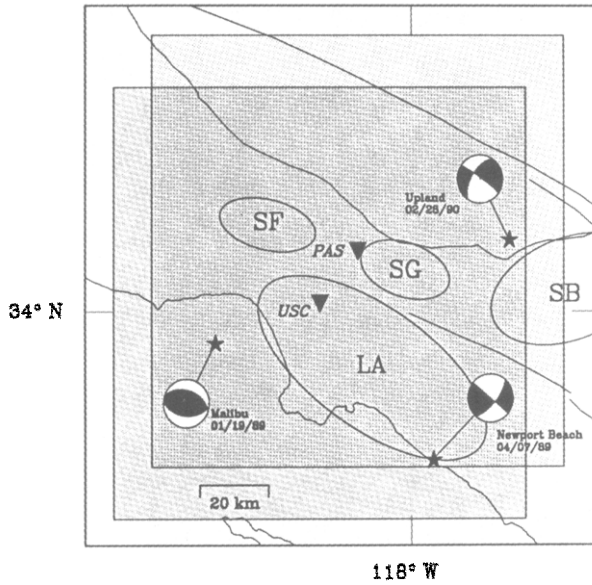 Upland
02/28/90
SF
PAS
SG
SB
34° N
USC
LA
Malibu
01/19/89
Newport Beach
04/07/89
20 km
118° W